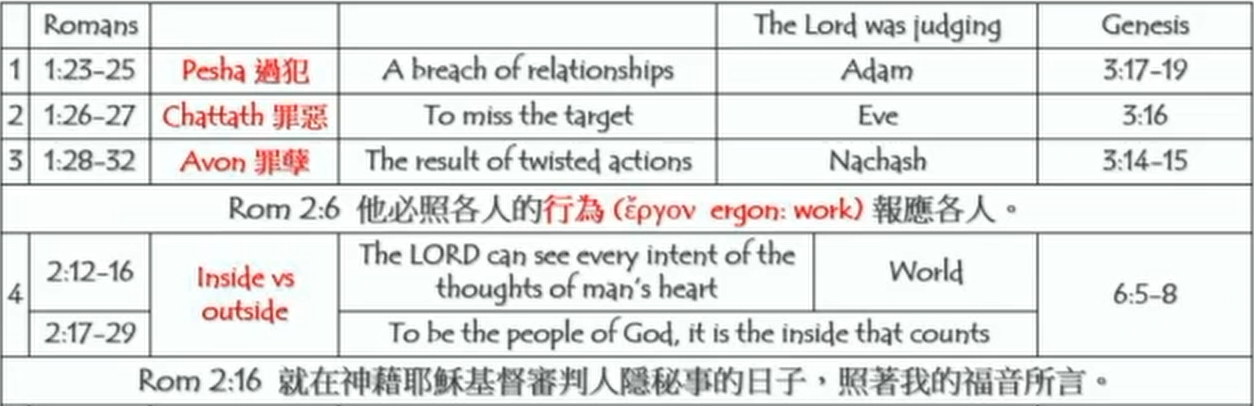 Romans The Lord was judging Genesis
1 1:23-25 Pesha 過犯 A breach of relationships Adam 3:17-19
2 1:26-27 Chattath 罪惡 To miss the target Eve 3:16
3 1:28-32 Avon 罪孽 The result of twisted actions Nachash 3:14-15
Rom 2:6 他必照各人的行為 (ἔργον ergon: work) 報應各人。
4 2:12-16 Inside vs outside The LORD can see every intent of the thoughts of man's heart World 6:5-8
2:17-29 To be the people of God, it is the inside that counts
Rom 2:16 就在神藉耶穌基督審判人隱秘事的日子，照著我的福音所言。